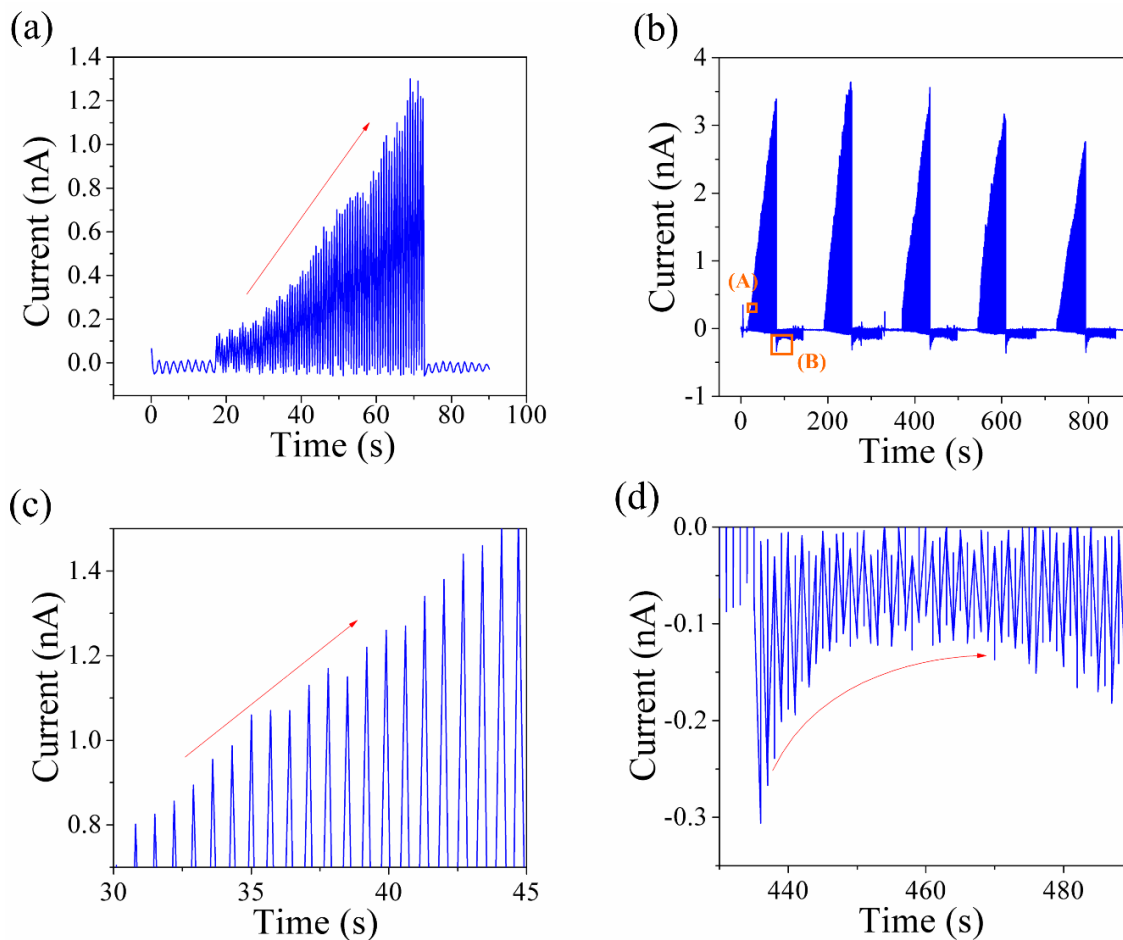 (a)
1.4
1.2
1.0
0.8
0.6
0.4
0.2
0.0
Current (nA)
0 20 40 60 80 100
Time (s)
(b)
4
3
2
1
0
-1
Current (nA)
(A)
(B)
0 200 400 600 800
Time (s)
(c)
1.4
1.2
1.0
0.8
Current (nA)
30 35 40 45
Time (s)
(d)
0.0
-0.1
-0.2
-0.3
Current (nA)
440 460 480
Time (s)